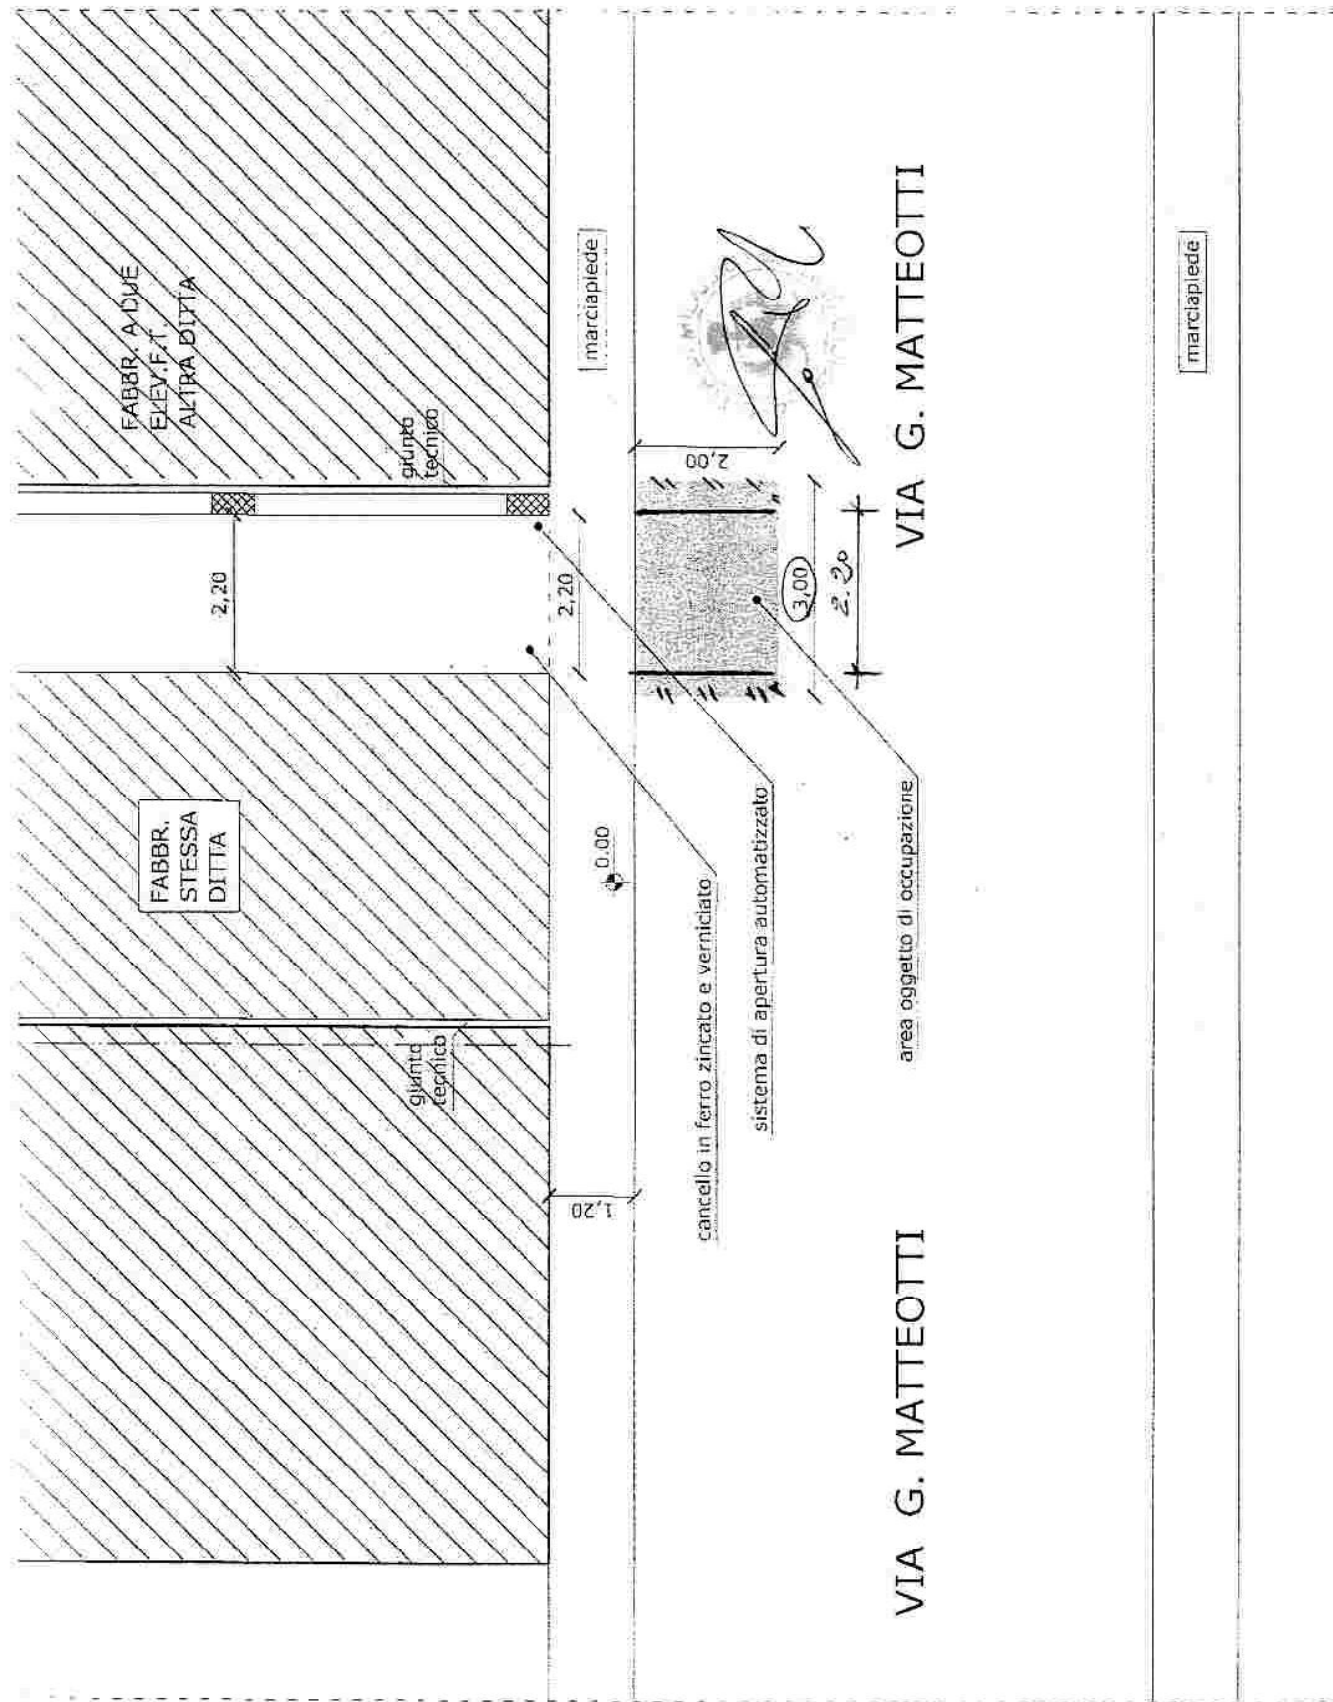 FABBR. A DUE
ELEV.F.T.
ALTRA DITTA
giunto
tecnico
marciapiede
2,20
2,20
2,00
3,00
2.20
VIA G. MATTEOTTI
marciapiede
FABBR.
STESSA
DITTA
0.00
giunto
tecnico
1,20
cancello in ferro zincato e verniciato
sistema di apertura automatizzato
area oggetto di occupazione
VIA G. MATTEOTTI